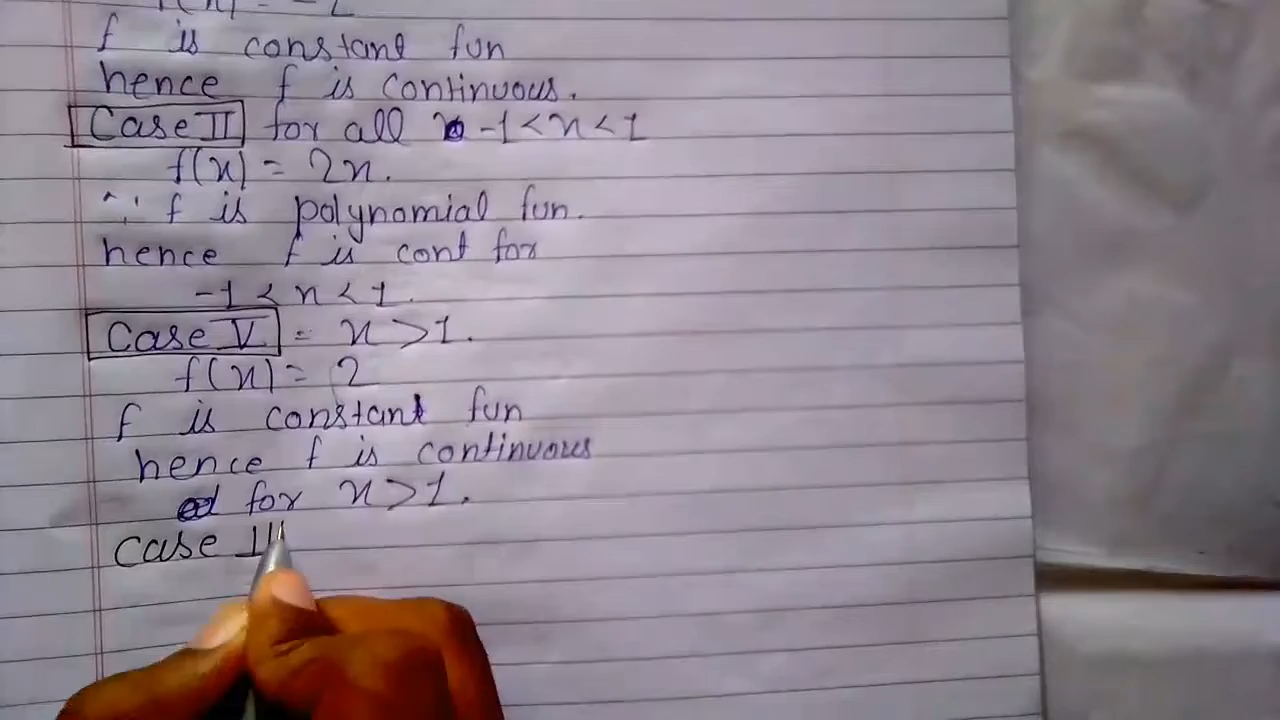 f(x) = -2
f is constant fun
hence f is continuous.
Case II for all -1 < x < 1
f(x) = 2x.
∵ f is polynomial fun.
hence f is cont for
-1 < x < 1.
Case V = x > 1.
f(x) = 2
f is constant fun
hence f is continuous
for x > 1.
Case III